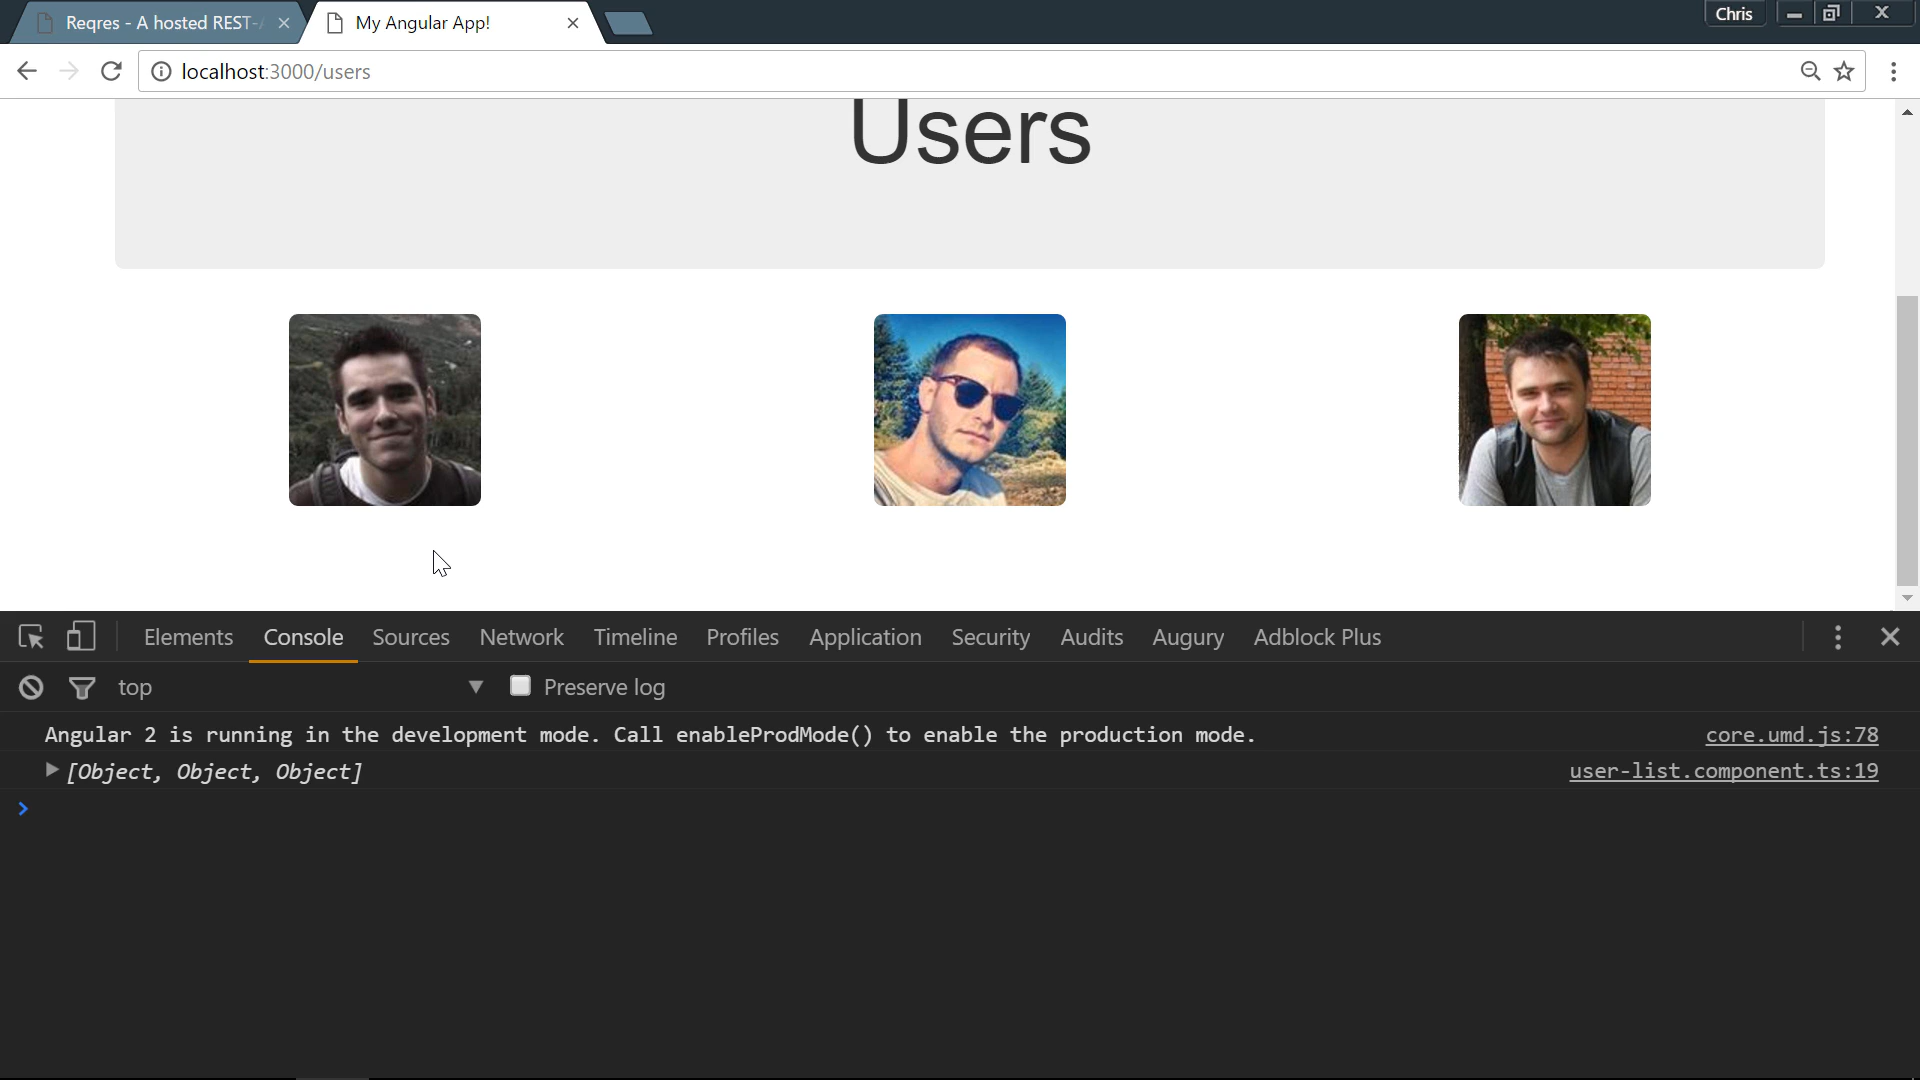 Reqres - A hosted REST-A
My Angular App!
Chris
localhost:3000/users
Users
Elements Console Sources Network Timeline Profiles Application Security Audits Augury Adblock Plus
top Preserve log
Angular 2 is running in the development mode. Call enableProdMode() to enable the production mode. core.umd.js:78
[Object, Object, Object] user-list.component.ts:19